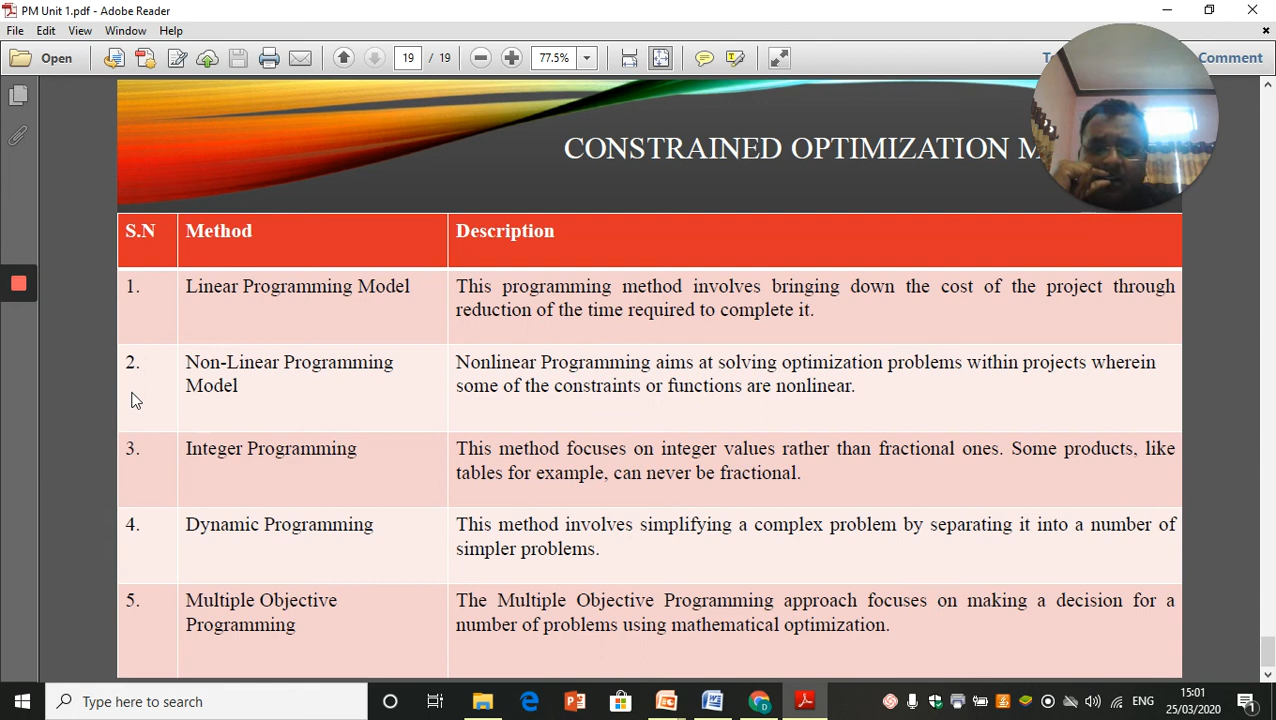 PM Unit 1.pdf - Adobe Reader
File Edit View Window Help
Open 19 / 19 77.5% Comment
CONSTRAINED OPTIMIZATION
S.N Method Description
1. Linear Programming Model This programming method involves bringing down the cost of the project through
reduction of the time required to complete it.
2. Non-Linear Programming Nonlinear Programming aims at solving optimization problems within projects wherein
Model some of the constraints or functions are nonlinear.
3. Integer Programming This method focuses on integer values rather than fractional ones. Some products, like
tables for example, can never be fractional.
4. Dynamic Programming This method involves simplifying a complex problem by separating it into a number of
simpler problems.
5. Multiple Objective The Multiple Objective Programming approach focuses on making a decision for a
Programming number of problems using mathematical optimization.
Type here to search ENG 15:01
25/03/2020